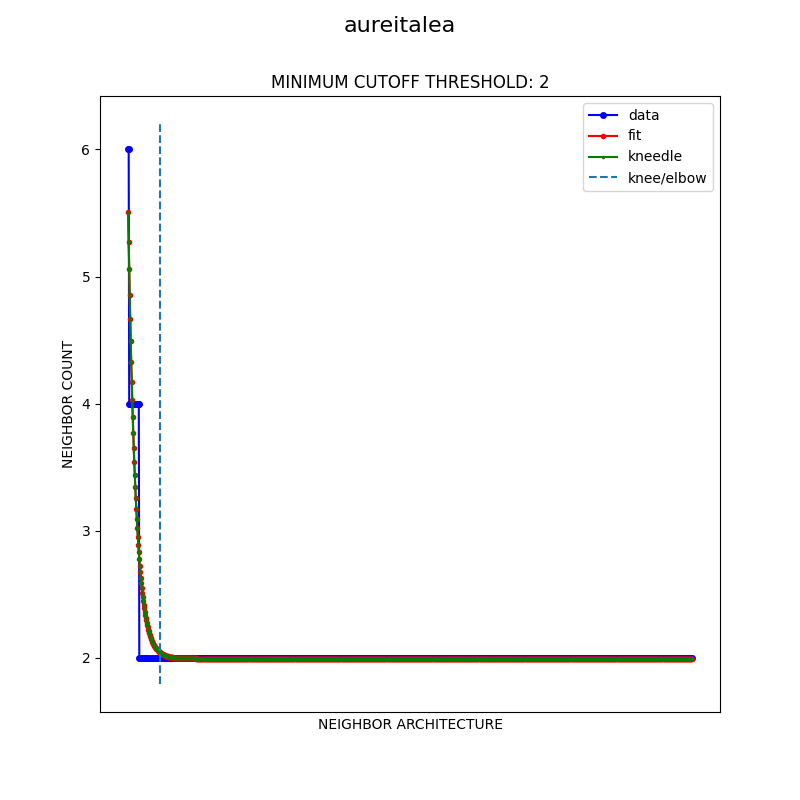 aureitalea
MINIMUM CUTOFF THRESHOLD: 2
data
fit
kneedle
knee/elbow
6
5
4
3
2
NEIGHBOR COUNT
NEIGHBOR ARCHITECTURE